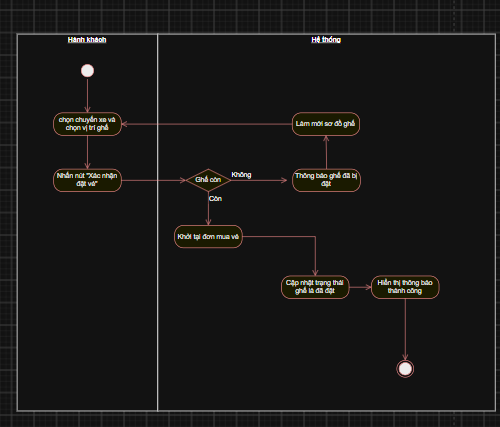 Hành khách
Hệ thống
chọn chuyến xe và
chọn vị trí ghế
Làm mới sơ đồ ghế
Nhấn nút "Xác nhận
đặt vé"
Ghế còn
Không
Thông báo ghế đã bị
đặt
Còn
Khởi tại đơn mua vé
Cập nhật trạng thái
ghế là đã đặt
Hiển thị thông báo
thành công